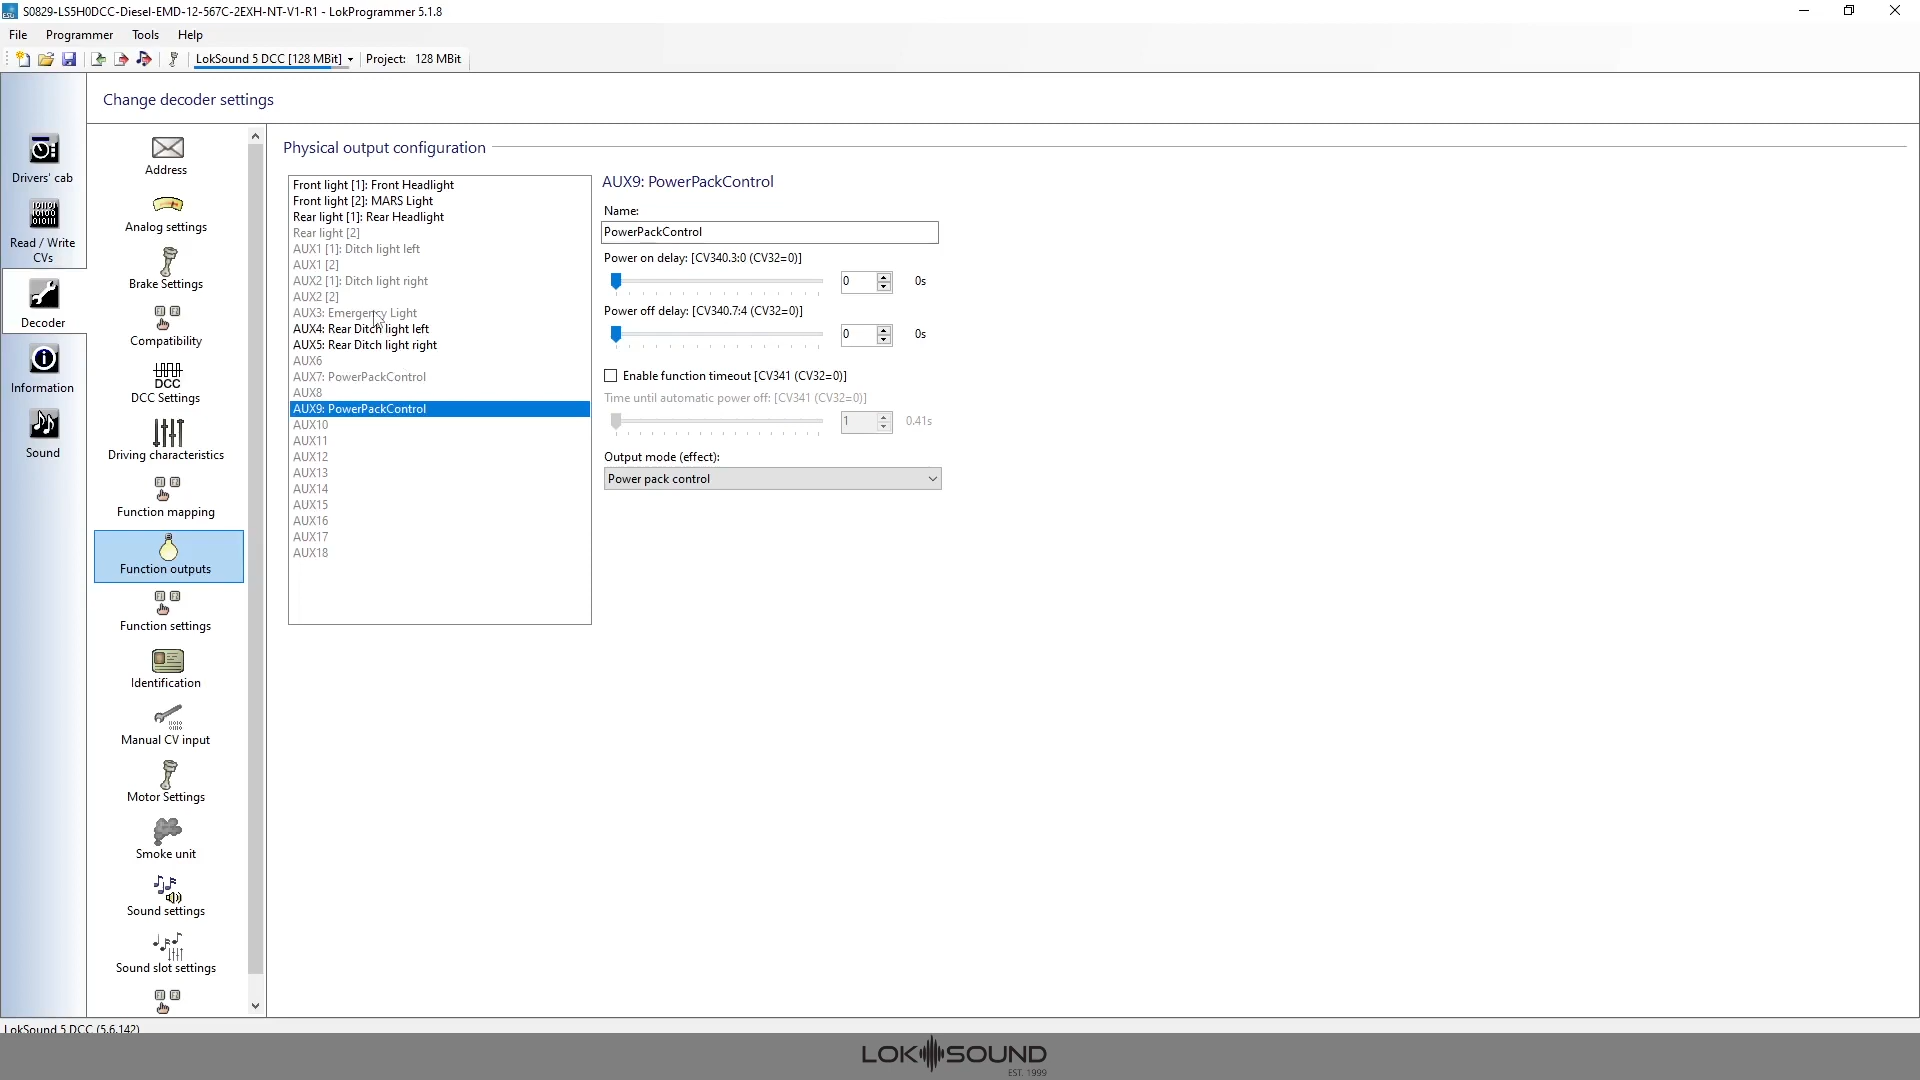 S0829-LS5H0DCC-Diesel-EMD-12-567C-2EXH-NT-V1-R1 - LokProgrammer 5.1.8
File Programmer Tools Help
LokSound 5 DCC [128 MBit] Project: 128 MBit
Change decoder settings
Drivers' cab
Read / Write
CVs
Decoder
Information
Sound
Address
Analog settings
Brake Settings
Compatibility
DCC
DCC Settings
Driving characteristics
Function mapping
Function outputs
Function settings
Identification
Manual CV input
Motor Settings
Smoke unit
Sound settings
Sound slot settings
Physical output configuration
Front light [1]: Front Headlight
Front light [2]: MARS Light
Rear light [1]: Rear Headlight
Rear light [2]
AUX1 [1]: Ditch light left
AUX1 [2]
AUX2 [1]: Ditch light right
AUX2 [2]
AUX3: Emergency Light
AUX4: Rear Ditch light left
AUX5: Rear Ditch light right
AUX6
AUX7: PowerPackControl
AUX8
AUX9: PowerPackControl
AUX10
AUX11
AUX12
AUX13
AUX14
AUX15
AUX16
AUX17
AUX18
AUX9: PowerPackControl
Name:
PowerPackControl
Power on delay: [CV340.3:0 (CV32=0)]
0 0s
Power off delay: [CV340.7:4 (CV32=0)]
0 0s
Enable function timeout [CV341 (CV32=0)]
Time until automatic power off: [CV341 (CV32=0)]
1 0.41s
Output mode (effect):
Power pack control
LokSound 5 DCC (5.6.142)
LOKSOUND
EST. 1999